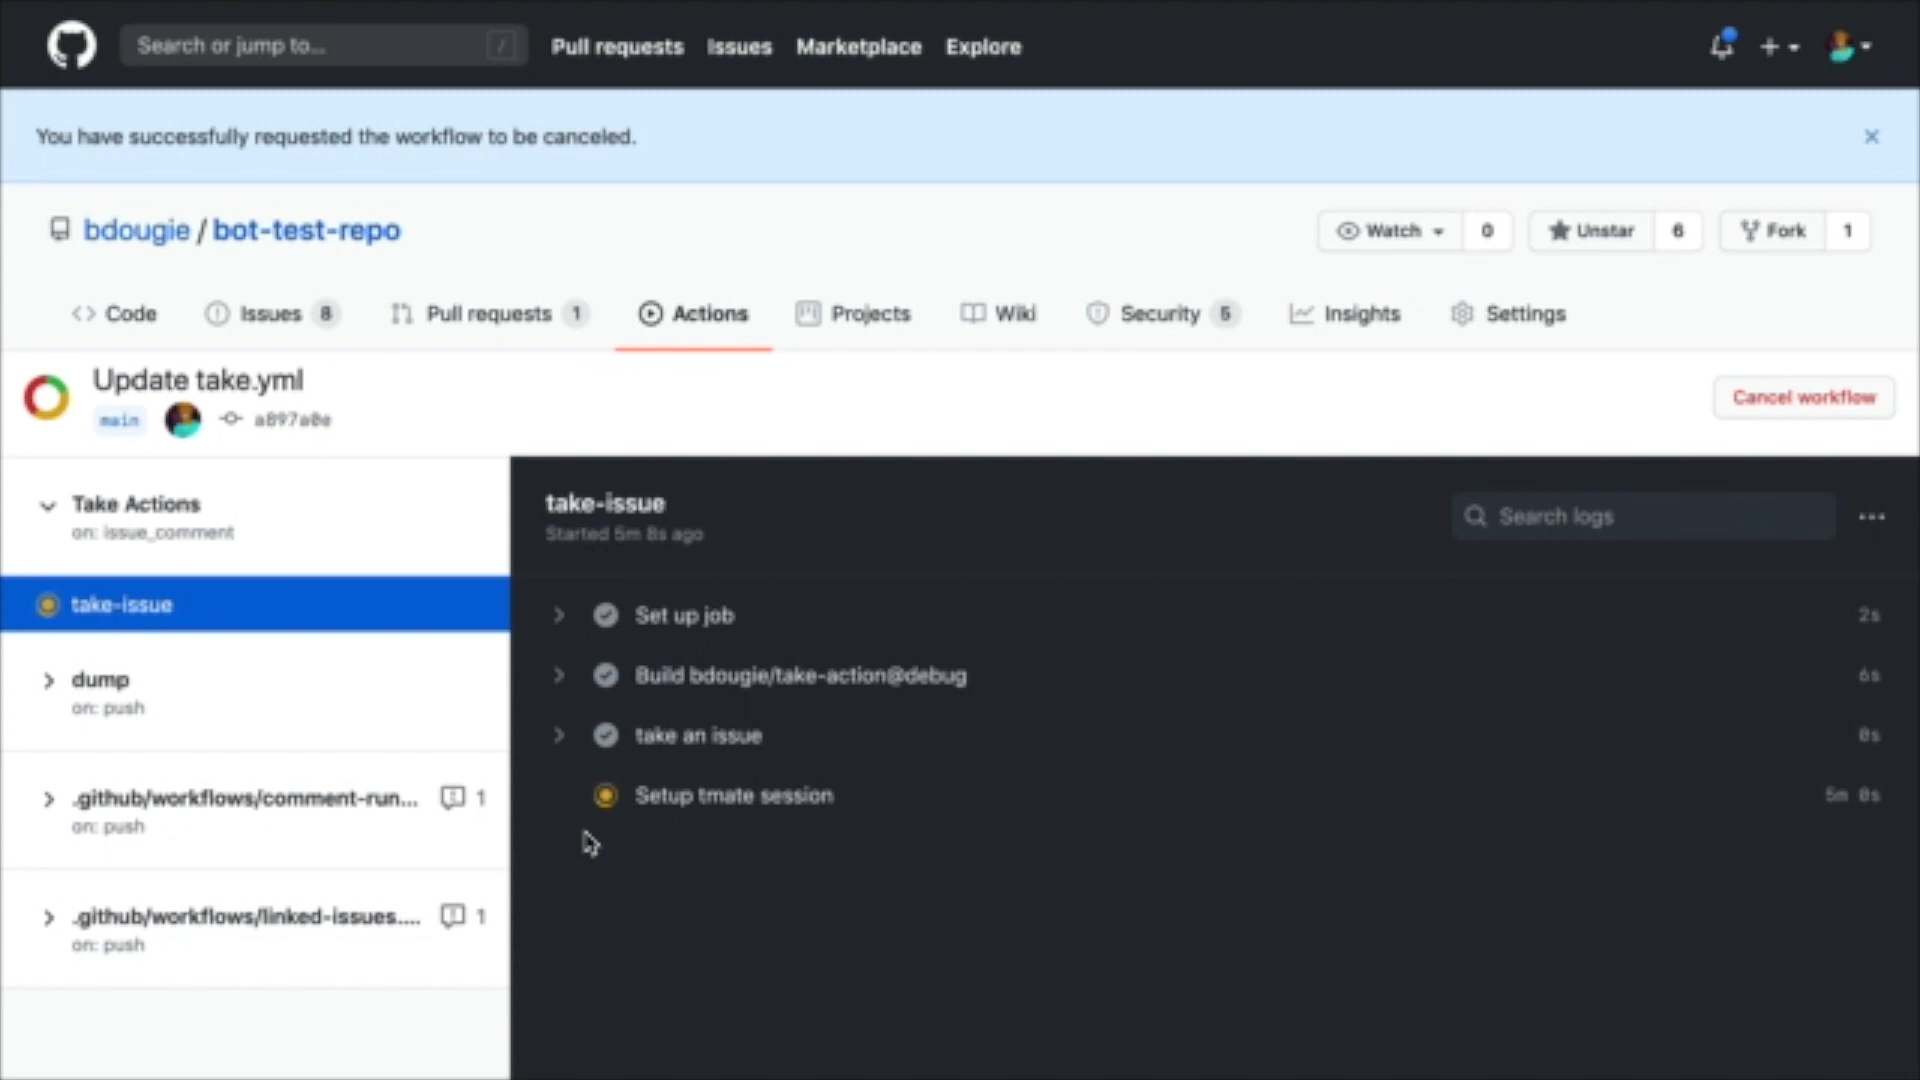 Search or jump to... /
Pull requests Issues Marketplace Explore
You have successfully requested the workflow to be canceled.
bdougie / bot-test-repo
Watch 0 Unstar 6 Fork 1
Code Issues 8 Pull requests 1 Actions Projects Wiki Security 5 Insights Settings
Update take.yml
main a897a0e
Cancel workflow
Take Actions
on: issue_comment
take-issue
dump
on: push
.github/workflows/comment-run... 1
on: push
.github/workflows/linked-issues.... 1
on: push
take-issue
Started 5m 8s ago
Search logs
Set up job 2s
Build bdougie/take-action@debug 6s
take an issue 0s
Setup tmate session 5m 0s